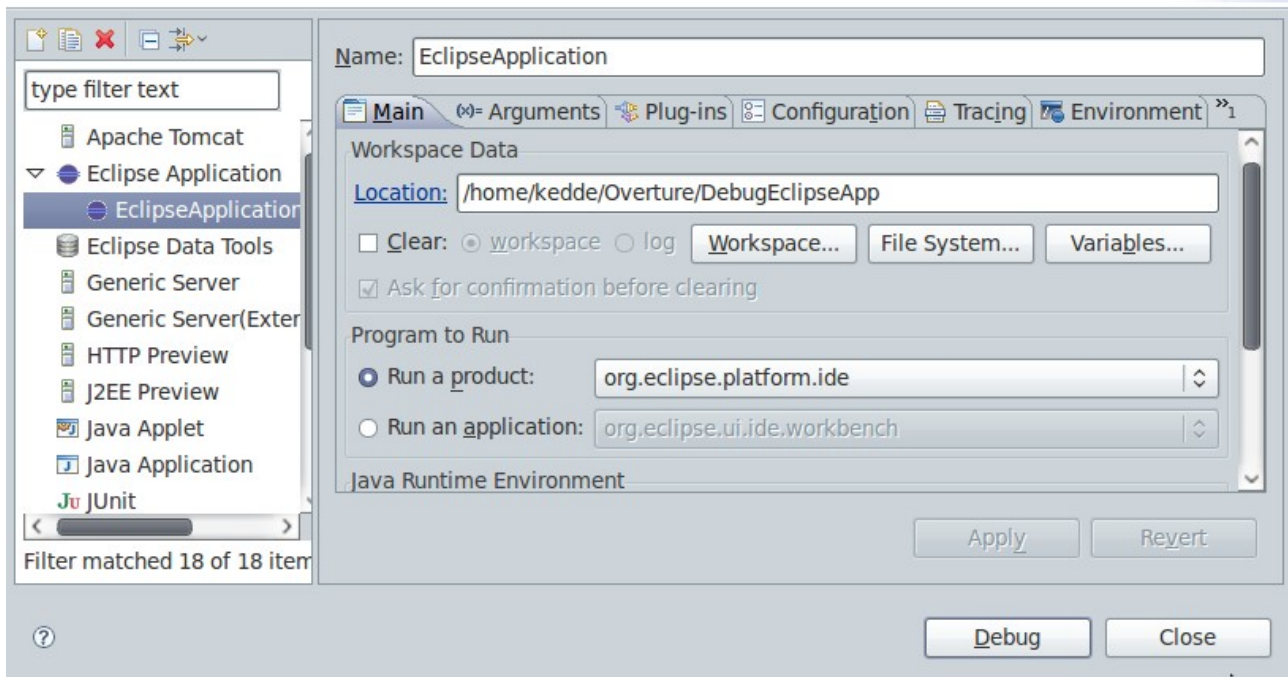 type filter text
Apache Tomcat
Eclipse Application
EclipseApplication
Eclipse Data Tools
Generic Server
Generic Server(Exter
HTTP Preview
J2EE Preview
Java Applet
Java Application
Ju JUnit
Filter matched 18 of 18 item
Name: EclipseApplication
Main (x)= Arguments Plug-ins Configuration Tracing Environment »1
Workspace Data
Location: /home/kedde/Overture/DebugEclipseApp
Clear: workspace log Workspace... File System... Variables...
Ask for confirmation before clearing
Program to Run
Run a product: org.eclipse.platform.ide
Run an application: org.eclipse.ui.ide.workbench
Java Runtime Environment
Apply Revert
? Debug Close